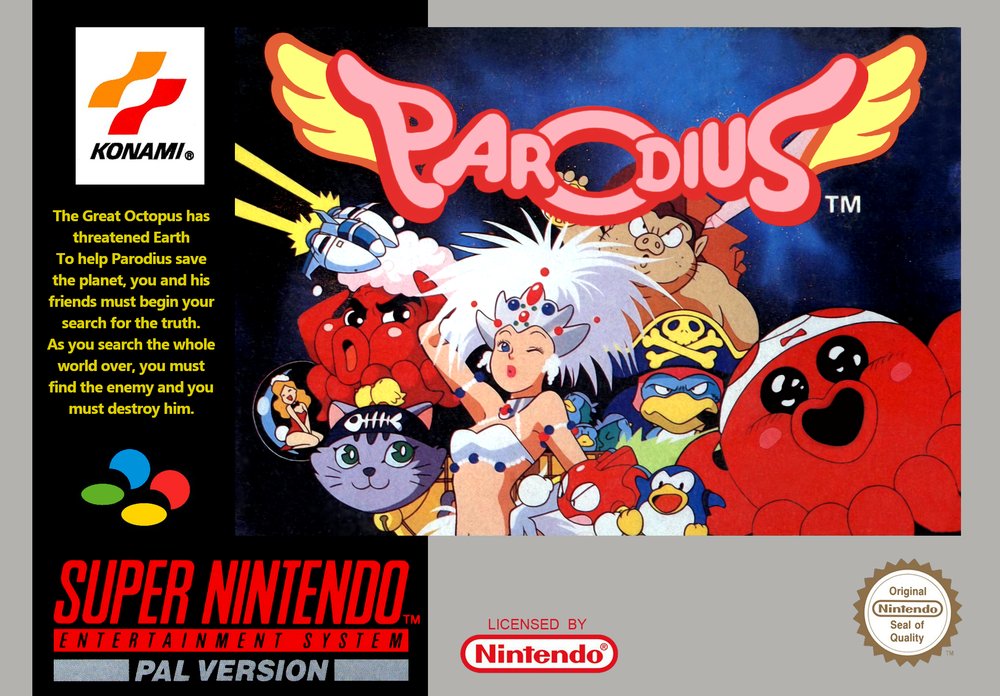 KONAMI®
PARODIUS
TM
The Great Octopus has
threatened Earth
To help Parodius save
the planet, you and his
friends must begin your
search for the truth.
As you search the whole
world over, you must
find the enemy and you
must destroy him.
SUPER NINTENDO TM
ENTERTAINMENT SYSTEM
PAL VERSION
LICENSED BY
Nintendo®
Original
Nintendo
Seal of
Quality
TM